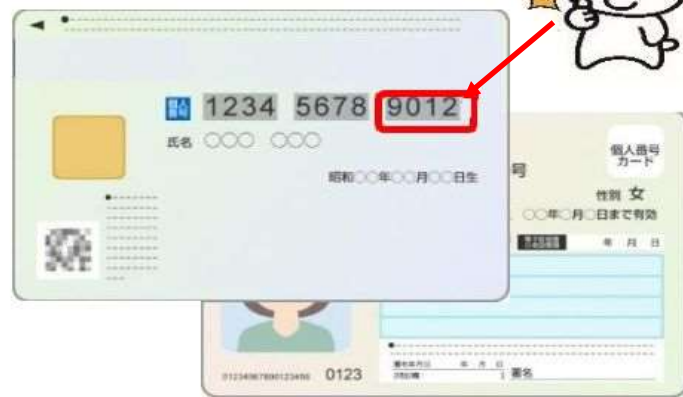 個人番号 1234 5678 9012
氏名 ○○○ ○○○
昭和○○年○○月○○日生
号
個人番号
カード
性別 女
○○年○月○日まで有効
年 月 日
0123
署名